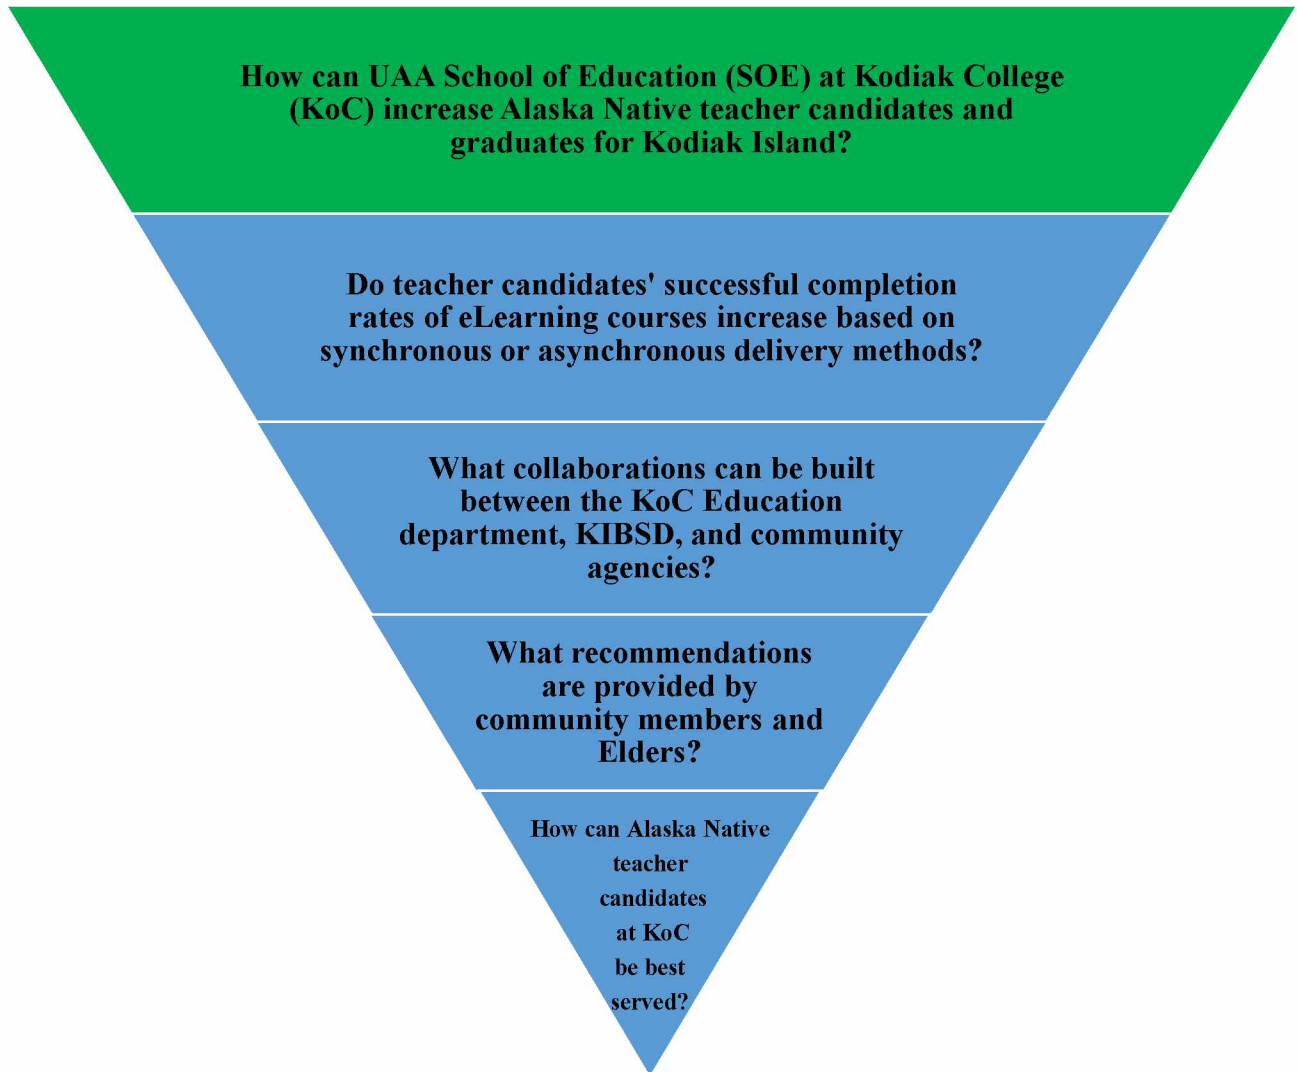 How can UAA School of Education (SOE) at Kodiak College
(KoC) increase Alaska Native teacher candidates and
graduates for Kodiak Island?
Do teacher candidates' successful completion
rates of eLearning courses increase based on
synchronous or asynchronous delivery methods?
What collaborations can be built
between the KoC Education
department, KIBSD, and community
agencies?
What recommendations
are provided by
community members and
Elders?
How can Alaska Native
teacher
candidates
at KoC
be best
served?